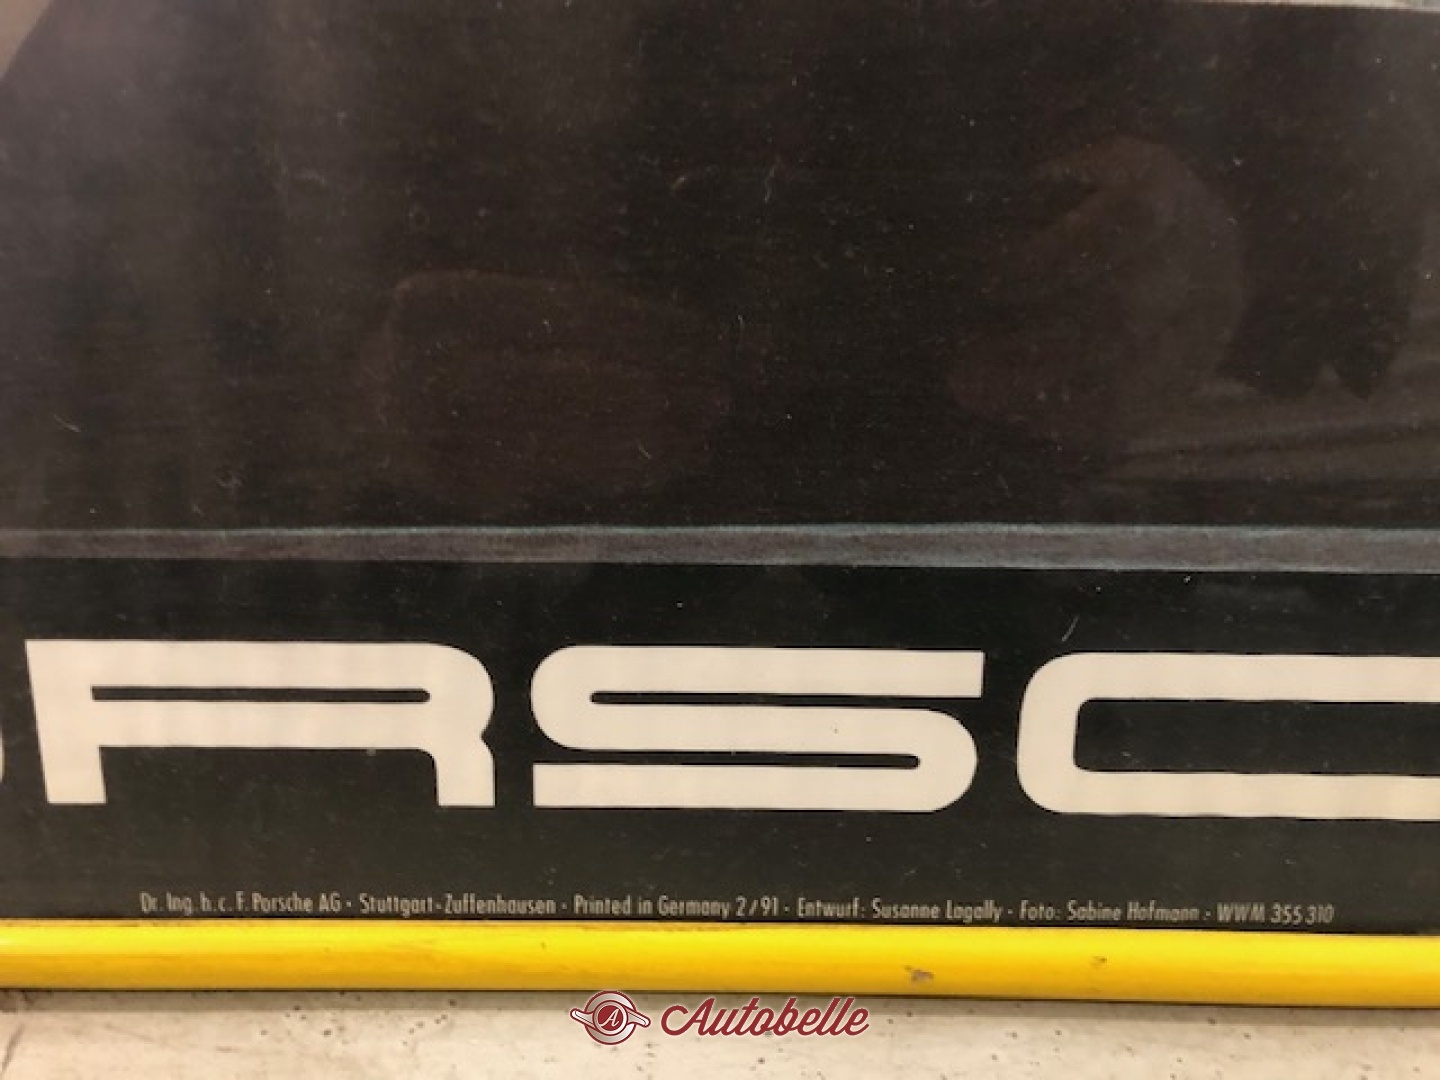 ORSC
Dr. Ing. h. c. F. Porsche AG · Stuttgart-Zuffenhausen · Printed in Germany 2/91 · Entwurf: Susanne Lagally · Foto: Sabine Hofmann · WWM 355 310
Autobelle